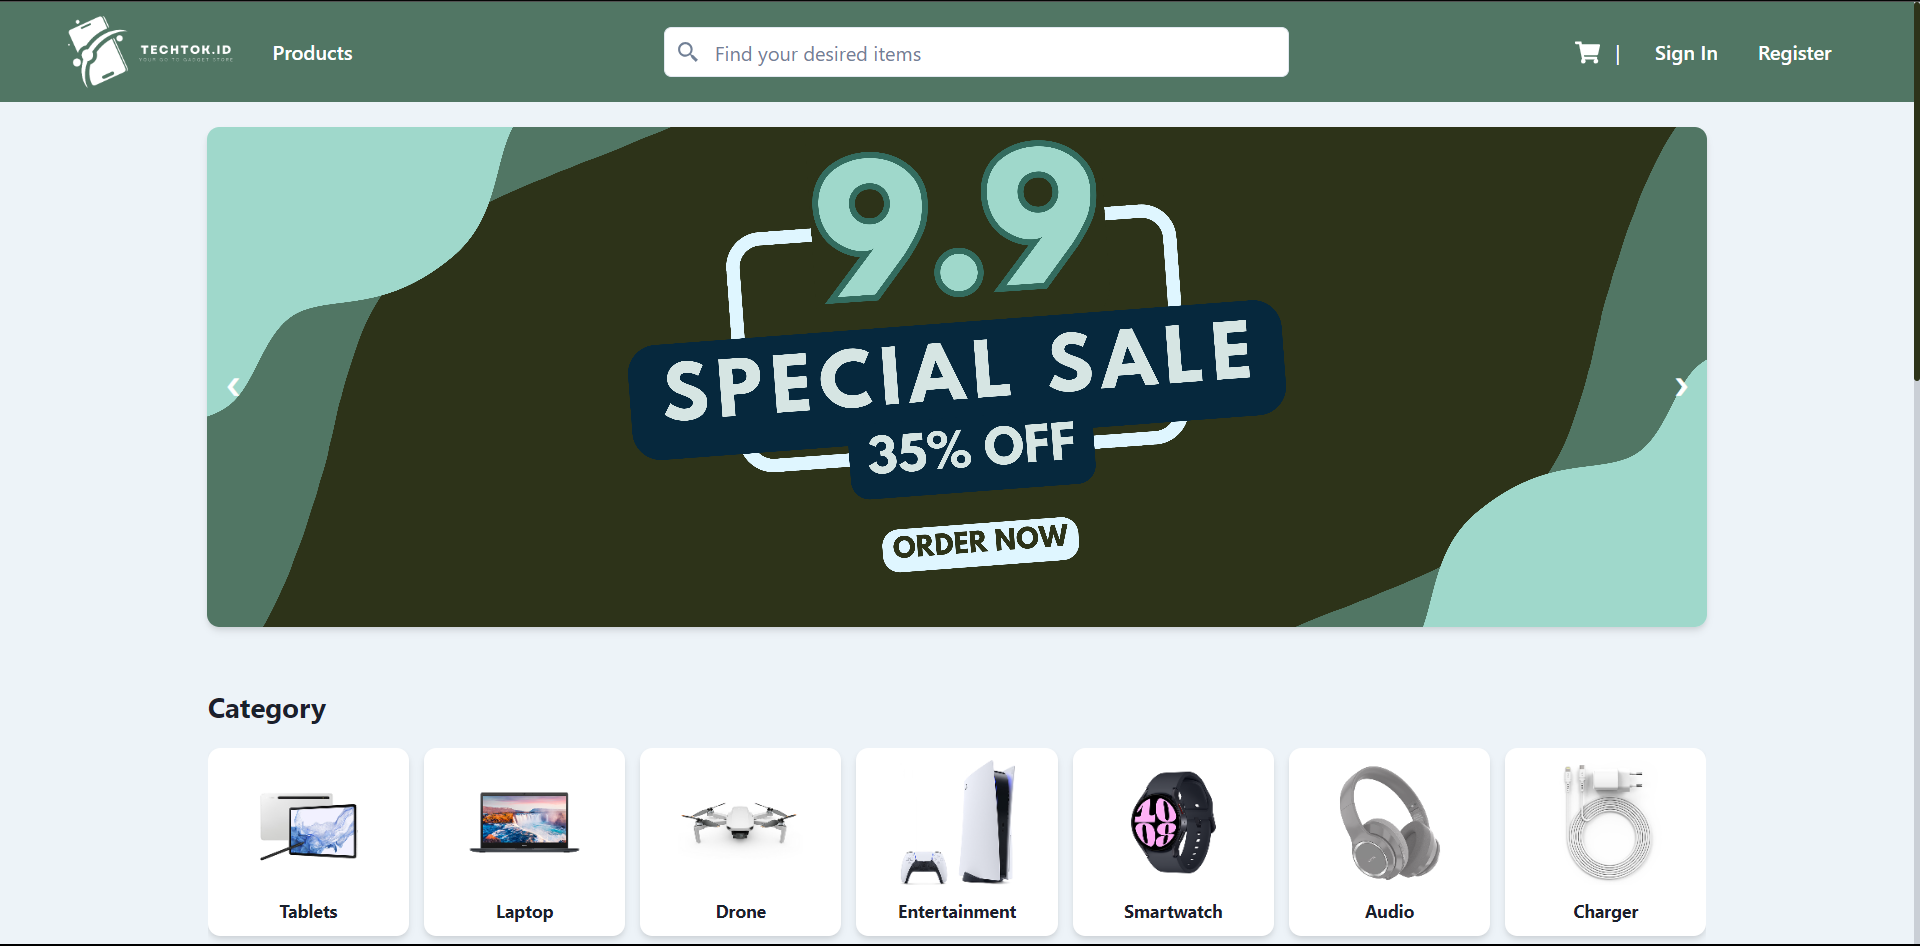 TECHTOK.ID
YOUR GO TO GADGET STORE
Products
Find your desired items
|
Sign In
Register
9.9
SPECIAL SALE
35% OFF
ORDER NOW
❮
❯
Category
Tablets
Laptop
Drone
Entertainment
Smartwatch
Audio
Charger